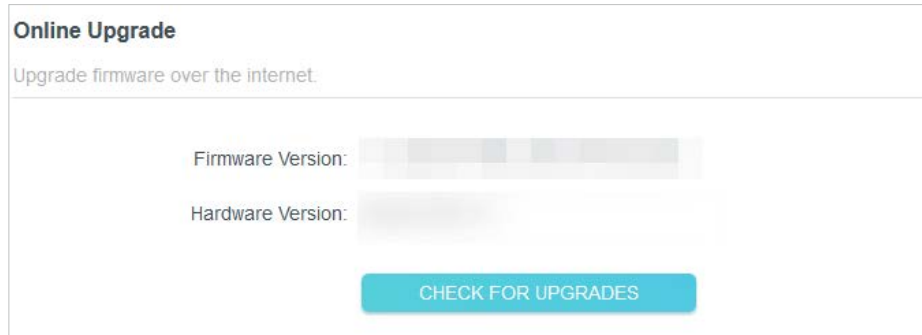 Online Upgrade
Upgrade firmware over the internet.
Firmware Version:
Hardware Version:
CHECK FOR UPGRADES